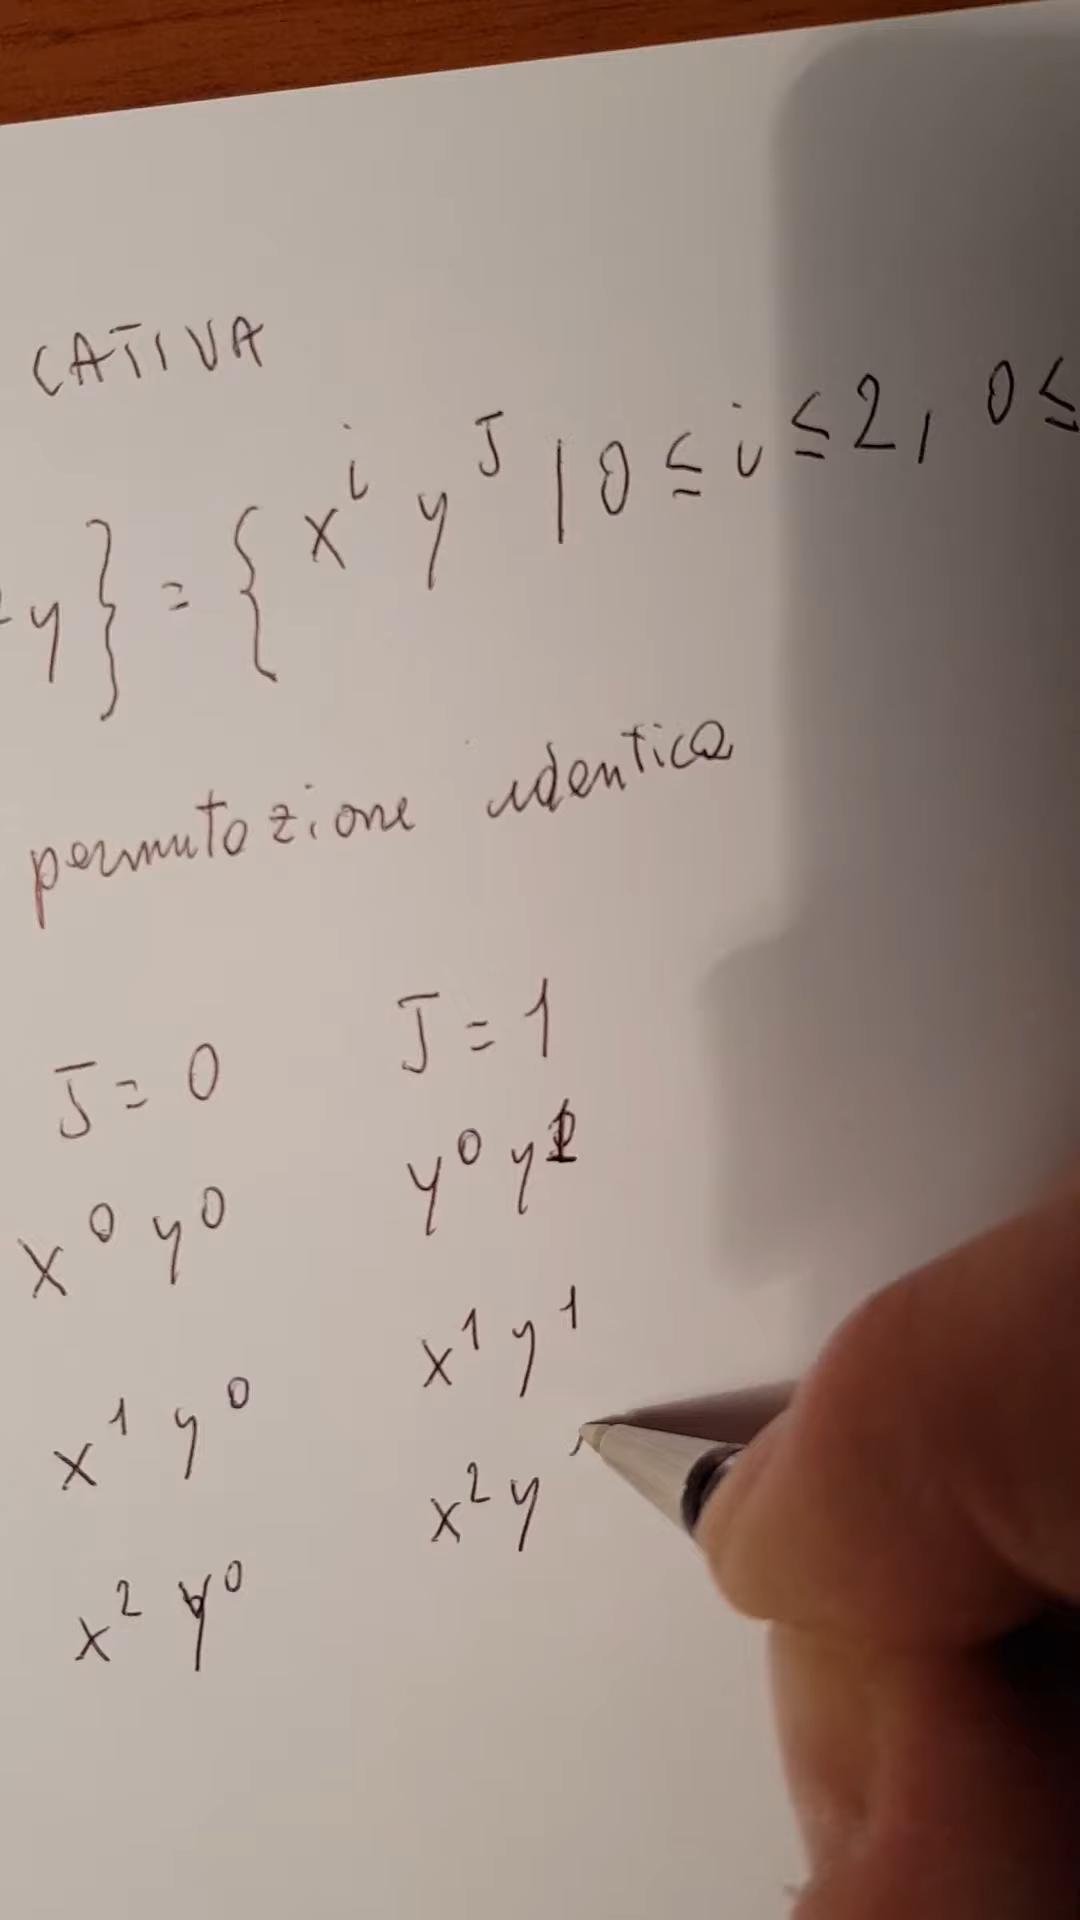 CATIVA
y} = {x^i y^J | 0 ≤ i ≤ 2, 0 ≤
permutazione identica
J = 0 J = 1
x^0 y^0 y^0 y^1
x^1 y^0 x^1 y^1
x^2 y^0 x^2 y